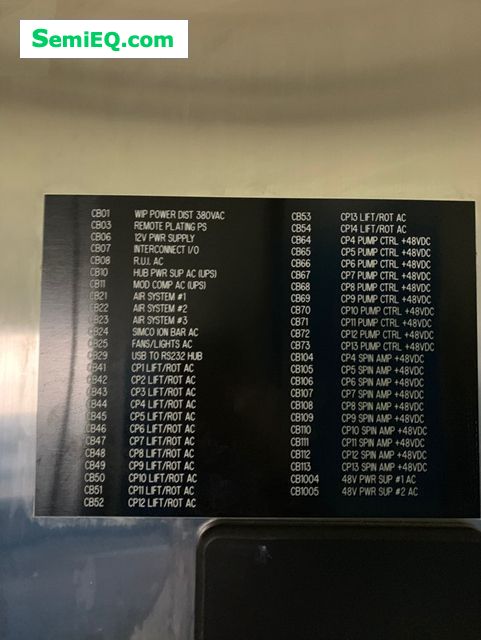 SemiEQ.com
CB01 WIP POWER DIST 380VAC
CB03 REMOTE PLATING PS
CB06 12V PWR SUPPLY
CB07 INTERCONNECT I/O
CB08 R.U.I. AC
CB10 HUB PWR SUP AC (UPS)
CB11 MOD COMP AC (UPS)
CB21 AIR SYSTEM #1
CB22 AIR SYSTEM #2
CB23 AIR SYSTEM #3
CB24 SIMCO ION BAR AC
CB25 FANS/LIGHTS AC
CB29 USB TO RS232 HUB
CB41 CP1 LIFT/ROT AC
CB42 CP2 LIFT/ROT AC
CB43 CP3 LIFT/ROT AC
CB44 CP4 LIFT/ROT AC
CB45 CP5 LIFT/ROT AC
CB46 CP6 LIFT/ROT AC
CB47 CP7 LIFT/ROT AC
CB48 CP8 LIFT/ROT AC
CB49 CP9 LIFT/ROT AC
CB50 CP10 LIFT/ROT AC
CB51 CP11 LIFT/ROT AC
CB52 CP12 LIFT/ROT AC
CB53 CP13 LIFT/ROT AC
CB54 CP14 LIFT/ROT AC
CB64 CP4 PUMP CTRL +48VDC
CB65 CP5 PUMP CTRL +48VDC
CB66 CP6 PUMP CTRL +48VDC
CB67 CP7 PUMP CTRL +48VDC
CB68 CP8 PUMP CTRL +48VDC
CB69 CP9 PUMP CTRL +48VDC
CB70 CP10 PUMP CTRL +48VDC
CB71 CP11 PUMP CTRL +48VDC
CB72 CP12 PUMP CTRL +48VDC
CB73 CP13 PUMP CTRL +48VDC
CB104 CP4 SPIN AMP +48VDC
CB105 CP5 SPIN AMP +48VDC
CB106 CP6 SPIN AMP +48VDC
CB107 CP7 SPIN AMP +48VDC
CB108 CP8 SPIN AMP +48VDC
CB109 CP9 SPIN AMP +48VDC
CB110 CP10 SPIN AMP +48VDC
CB111 CP11 SPIN AMP +48VDC
CB112 CP12 SPIN AMP +48VDC
CB113 CP13 SPIN AMP +48VDC
CB1004 48V PWR SUP #1 AC
CB1005 48V PWR SUP #2 AC